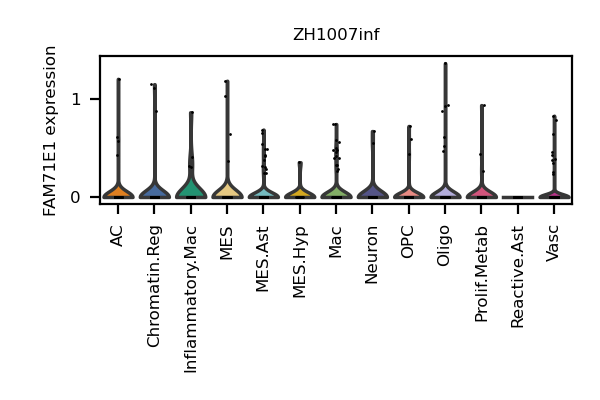 ZH1007inf
FAM71E1 expression
1
0
AC
Chromatin.Reg
Inflammatory.Mac
MES
MES.Ast
MES.Hyp
Mac
Neuron
OPC
Oligo
Prolif.Metab
Reactive.Ast
Vasc